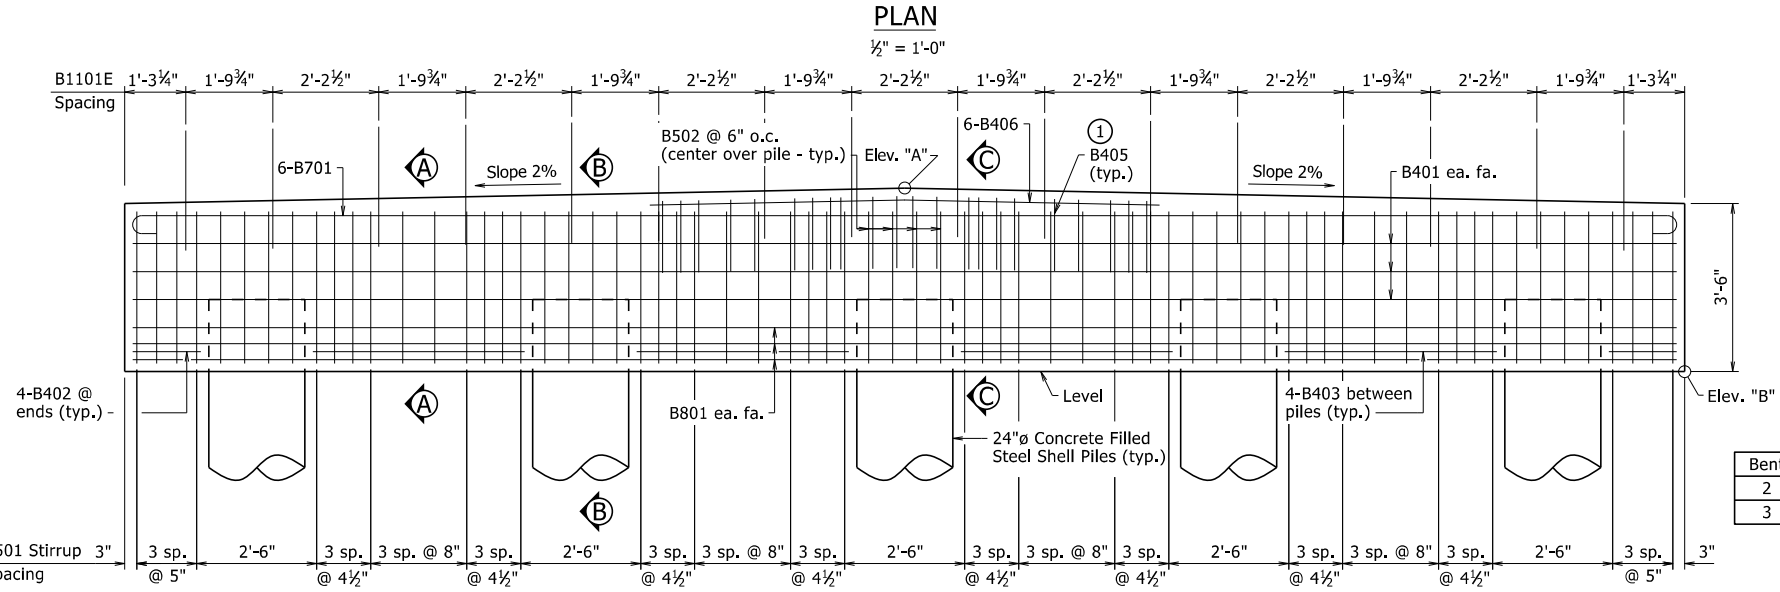 PLAN
½" = 1'-0"
B1101E
Spacing
1'-3¼" 1'-9¾" 2'-2½" 1'-9¾" 2'-2½" 1'-9¾" 2'-2½" 1'-9¾" 2'-2½" 1'-9¾" 2'-2½" 1'-9¾" 2'-2½" 1'-9¾" 2'-2½" 1'-9¾" 1'-3¼"
B502 @ 6" o.c.
(center over pile - typ.)
Elev. "A"
6-B406
1
B405
(typ.)
6-B701
A
Slope 2%
B
C
Slope 2%
B401 ea. fa.
3'-6"
4-B402 @
ends (typ.)
A
B801 ea. fa.
C
Level
4-B403 between
piles (typ.)
Elev. "B"
24"ø Concrete Filled
Steel Shell Piles (typ.)
B
Bent
2
3
501 Stirrup
pacing
3" 3 sp. 2'-6" 3 sp. 3 sp. @ 8" 3 sp. 2'-6" 3 sp. 3 sp. @ 8" 3 sp. 2'-6" 3 sp. 3 sp. @ 8" 3 sp. 2'-6" 3 sp. 3 sp. @ 8" 3 sp. 2'-6" 3 sp. 3"
@ 5" @ 4½" @ 4½" @ 4½" @ 4½" @ 4½" @ 4½" @ 4½" @ 4½" @ 5"